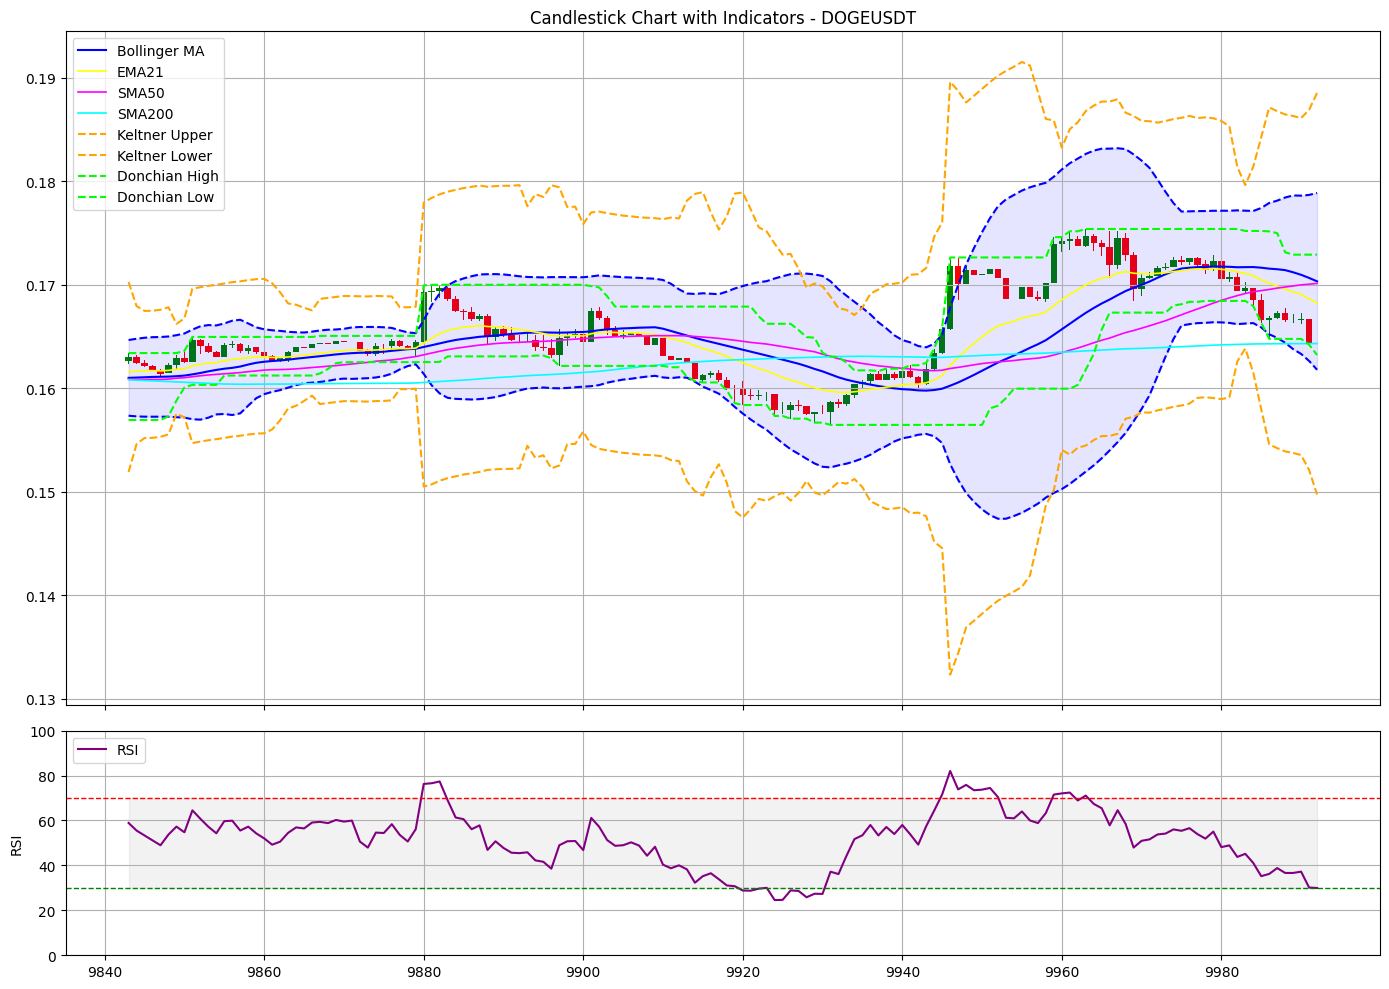 Candlestick Chart with Indicators - DOGEUSDT
Bollinger MA
EMA21
SMA50
SMA200
Keltner Upper
Keltner Lower
Donchian High
Donchian Low
0.19
0.18
0.17
0.16
0.15
0.14
0.13
RSI
RSI
100
80
60
40
20
0
9840
9860
9880
9900
9920
9940
9960
9980